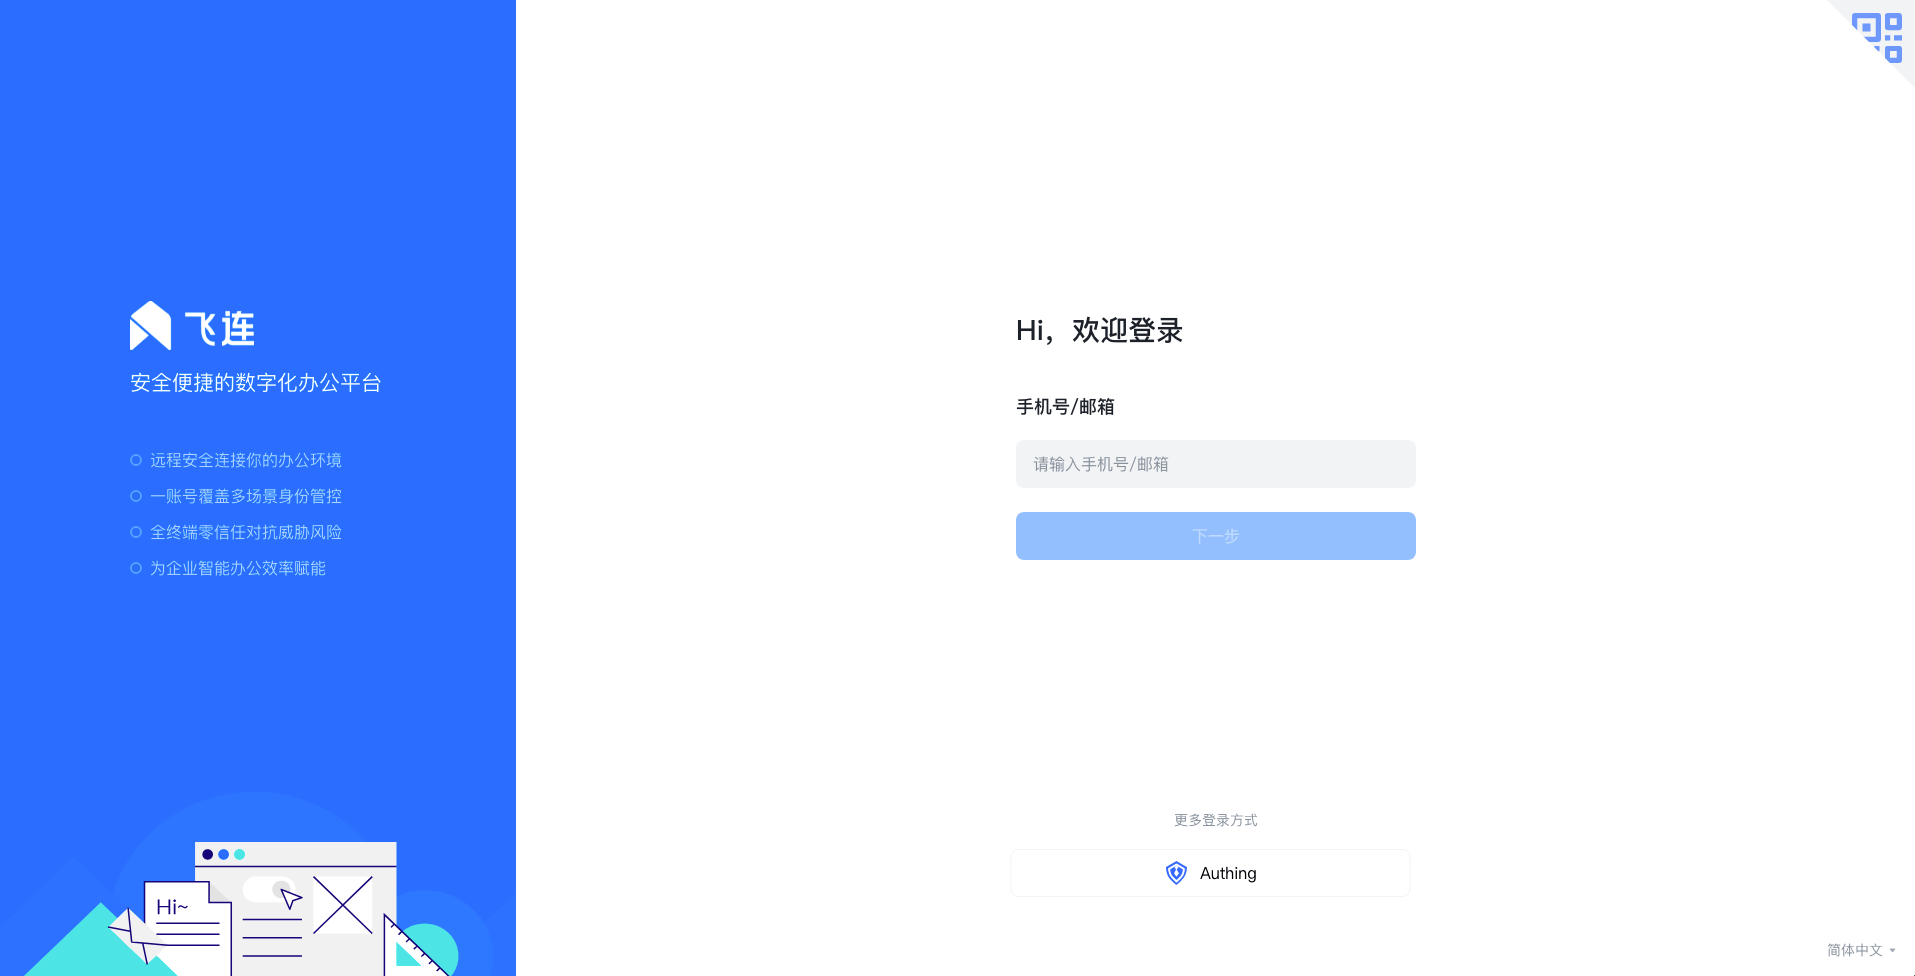 飞连
安全便捷的数字化办公平台
远程安全连接你的办公环境
一账号覆盖多场景身份管控
全终端零信任对抗威胁风险
为企业智能办公效率赋能
Hi~
Hi，欢迎登录
手机号/邮箱
请输入手机号/邮箱
下一步
更多登录方式
Authing
简体中文